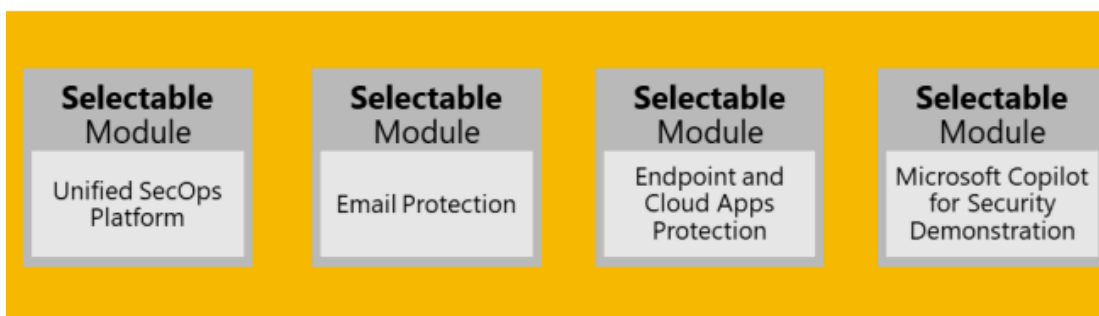 Selectable
Module
Unified SecOps
Platform
Selectable
Module
Email Protection
Selectable
Module
Endpoint and
Cloud Apps
Protection
Selectable
Module
Microsoft Copilot
for Security
Demonstration